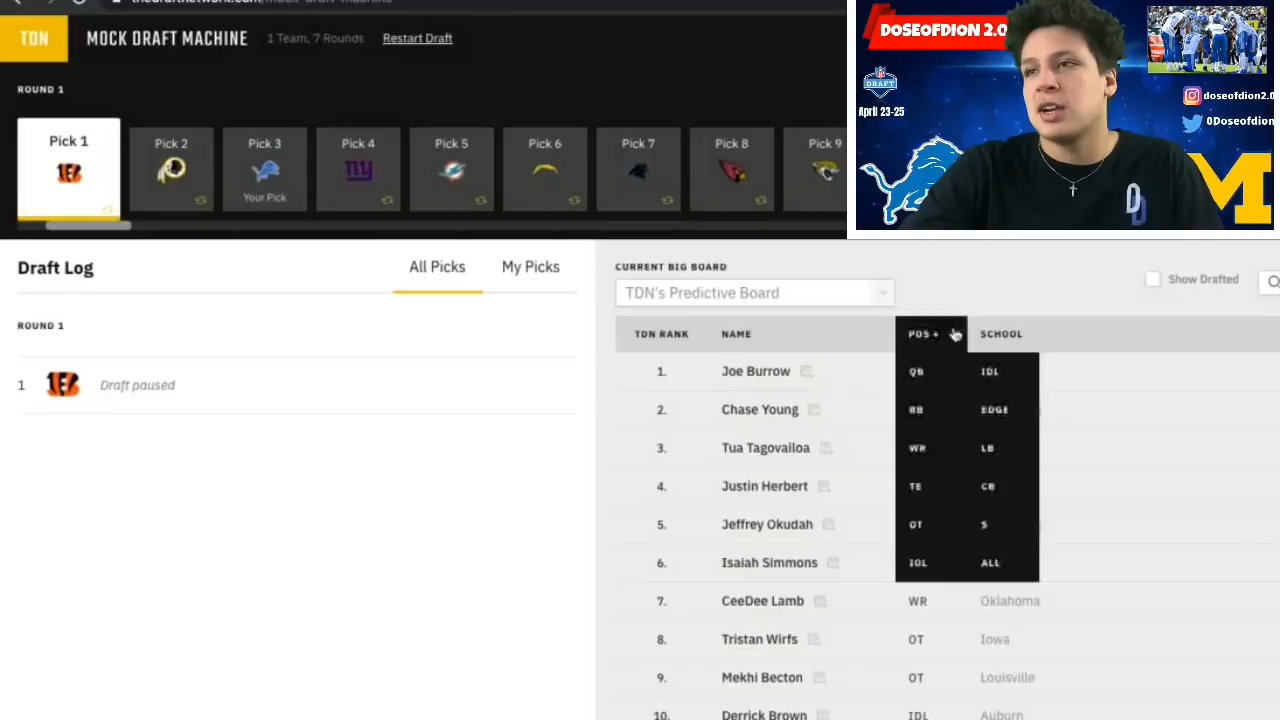 TDN MOCK DRAFT MACHINE 1 Team, 7 Rounds Restart Draft
ROUND 1
Pick 1 Pick 2 Pick 3 Pick 4 Pick 5 Pick 6 Pick 7 Pick 8 Pick 9
ny
Your Pick
DOSEOFDION 2.0
NFL
DRAFT
April 23-25
doseofdion2.0
0Doseofdion
M
Draft Log All Picks My Picks
ROUND 1
1 Draft paused
CURRENT BIG BOARD
TDN's Predictive Board
Show Drafted
TDN RANK NAME POS SCHOOL
1. Joe Burrow QB IDL
2. Chase Young RB EDGE
3. Tua Tagovailoa WR LB
4. Justin Herbert TE CB
5. Jeffrey Okudah OT S
6. Isaiah Simmons IOL ALL
7. CeeDee Lamb WR Oklahoma
8. Tristan Wirfs OT Iowa
9. Mekhi Becton OT Louisville
10. Derrick Brown IDL Auburn